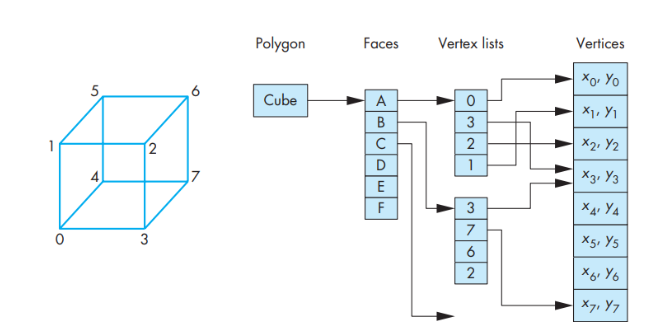 Polygon Faces Vertex lists Vertices
Cube
A
B
C
D
E
F
0
3
2
1
3
7
6
2
x0, y0
x1, y1
x2, y2
x3, y3
x4, y4
x5, y5
x6, y6
x7, y7
5
6
1
2
4
7
0
3